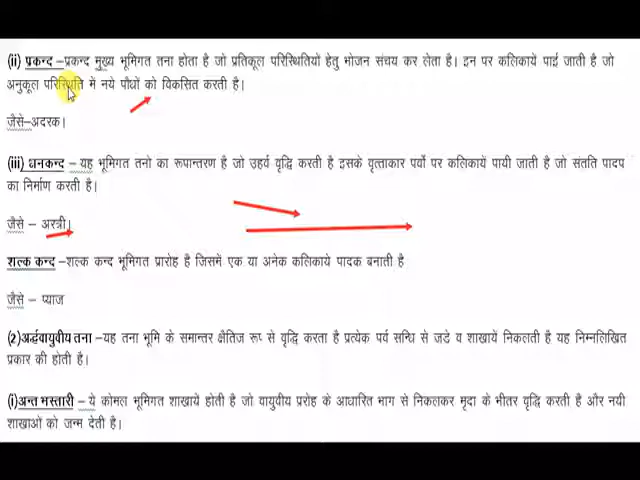 (ii) प्रकन्द –प्रकन्द मुख्य भूमिगत तना होता है जो प्रतिकूल परिस्थितियों हेतु भोजन संचय कर लेता है। इन पर कलिकायें पाई जाती है जो
अनुकूल परिस्थिति में नये पौधों को विकसित करती है।
जैसे–अदरक।
(iii) धनकन्द – यह भूमिगत तनो का रूपान्तरण है जो उहर्व वृद्धि करती है इसके वृत्ताकार पर्वो पर कलिकायें पायी जाती है जो संतति पादप
का निर्माण करती है।
जैसे – अरत्री।
शल्क कन्द –शल्क कन्द भूमिगत प्रारोह है जिसमें एक या अनेक कलिकाये पादक बनाती है
जैसे – प्याज
(2)अर्द्धवायुवीय तना –यह तना भूमि के समान्तर क्षैतिज रूप से वृद्धि करता है प्रत्येक पर्व सन्धि से जडे व शाखायें निकलती है यह निम्नलिखित
प्रकार की होती है।
(i)अन्त भस्तारी – ये कोमल भूमिगत शाखायें होती है जो वायुवीय प्ररोह के आधारित भाग से निकलकर मृदा के भीतर वृद्धि करती है और नयी
शाखाओं को जन्म देती है।